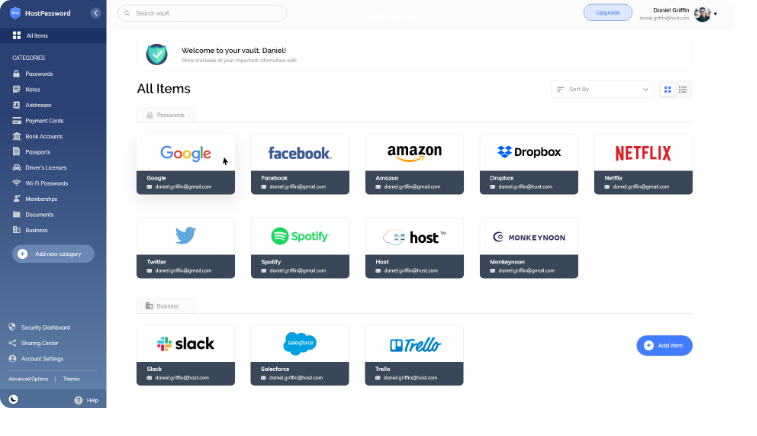 HostPassword
Search vault
Upgrade
Daniel Griffin
daniel.griffin@host.com
All Items
CATEGORIES
Passwords
Notes
Addresses
Payment Cards
Bank Accounts
Passports
Driver's Licenses
Wi-Fi Passwords
Memberships
Documents
Business
Add new category
Security Dashboard
Sharing Center
Account Settings
Advanced Options | Themes
Help
Welcome to your vault, Daniel!
Store and keep all your important information safe
All Items
Sort By
Passwords
Google
Google
daniel.griffin@gmail.com
facebook.
Facebook
daniel.griffin@gmail.com
amazon
Amazon
daniel.griffin@gmail.com
Dropbox
Dropbox
daniel.griffin@host.com
NETFLIX
Netflix
daniel.griffin@gmail.com
Twitter
daniel.griffin@gmail.com
Spotify
Spotify
daniel.griffin@gmail.com
host™
Host
daniel.griffin@host.com
MONKEYNOON
Monkeynoon
daniel.griffin@host.com
Business
slack
Slack
daniel.griffin@host.com
salesforce
Salesforce
daniel.griffin@host.com
Trello
Trello
daniel.griffin@host.com
Add item